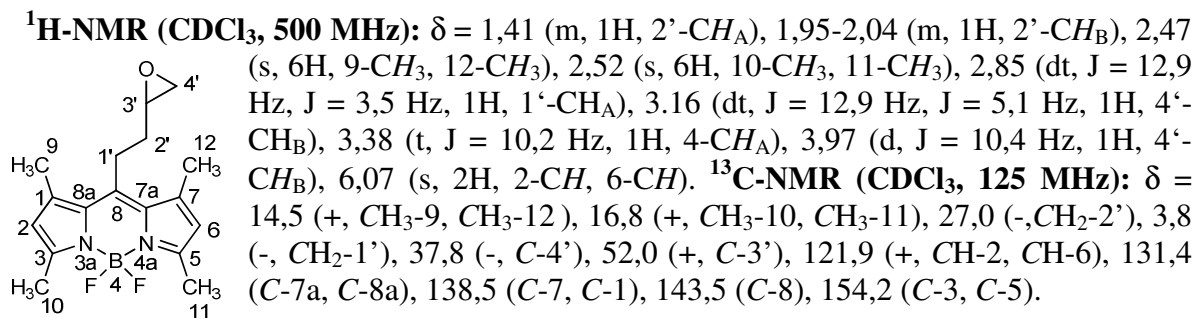 ¹H-NMR (CDCl₃, 500 MHz): δ = 1,41 (m, 1H, 2’-CH_A), 1,95-2,04 (m, 1H, 2’-CH_B), 2,47
(s, 6H, 9-CH₃, 12-CH₃), 2,52 (s, 6H, 10-CH₃, 11-CH₃), 2,85 (dt, J = 12,9
Hz, J = 3,5 Hz, 1H, 1‘-CH_A), 3.16 (dt, J = 12,9 Hz, J = 5,1 Hz, 1H, 4‘-
CH_B), 3,38 (t, J = 10,2 Hz, 1H, 4-CH_A), 3,97 (d, J = 10,4 Hz, 1H, 4‘-
CH_B), 6,07 (s, 2H, 2-CH, 6-CH). ¹³C-NMR (CDCl₃, 125 MHz): δ =
14,5 (+, CH₃-9, CH₃-12), 16,8 (+, CH₃-10, CH₃-11), 27,0 (-,CH₂-2’), 3,8
(-, CH₂-1’), 37,8 (-, C-4’), 52,0 (+, C-3’), 121,9 (+, CH-2, CH-6), 131,4
(C-7a, C-8a), 138,5 (C-7, C-1), 143,5 (C-8), 154,2 (C-3, C-5).
O
4'
3'
2'
1'
9
12
H₃C
CH₃
1
8a
7a
7
8
2
6
3
N
N
5
3a
B
4a
F
4
F
H₃C
CH₃
10
11